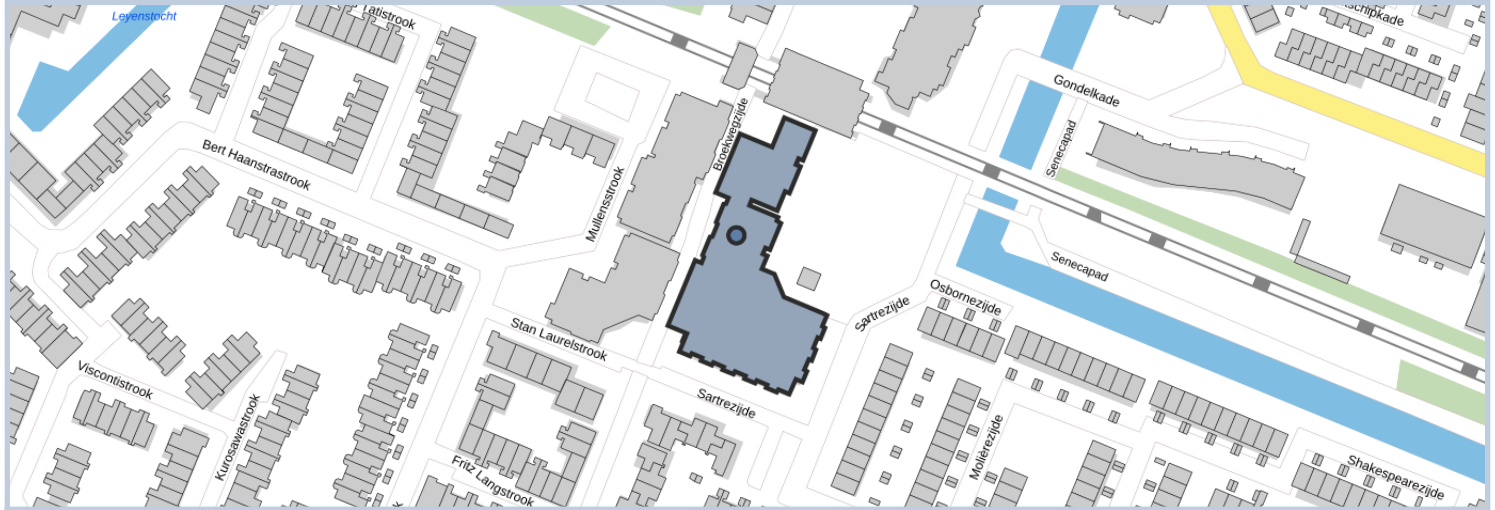 Leyenstocht
Tatistrook
Gondelkade
Bert Haanstrastrook
Broekwegzijde
Senecapad
Mullensstrook
Senecapad
Osbornezijde
Sartrezijde
Stan Laurelstrook
Viscontistrook
Sartrezijde
Kurosawastrook
Molièrezijde
Fritz Langstrook
Shakespearezijde